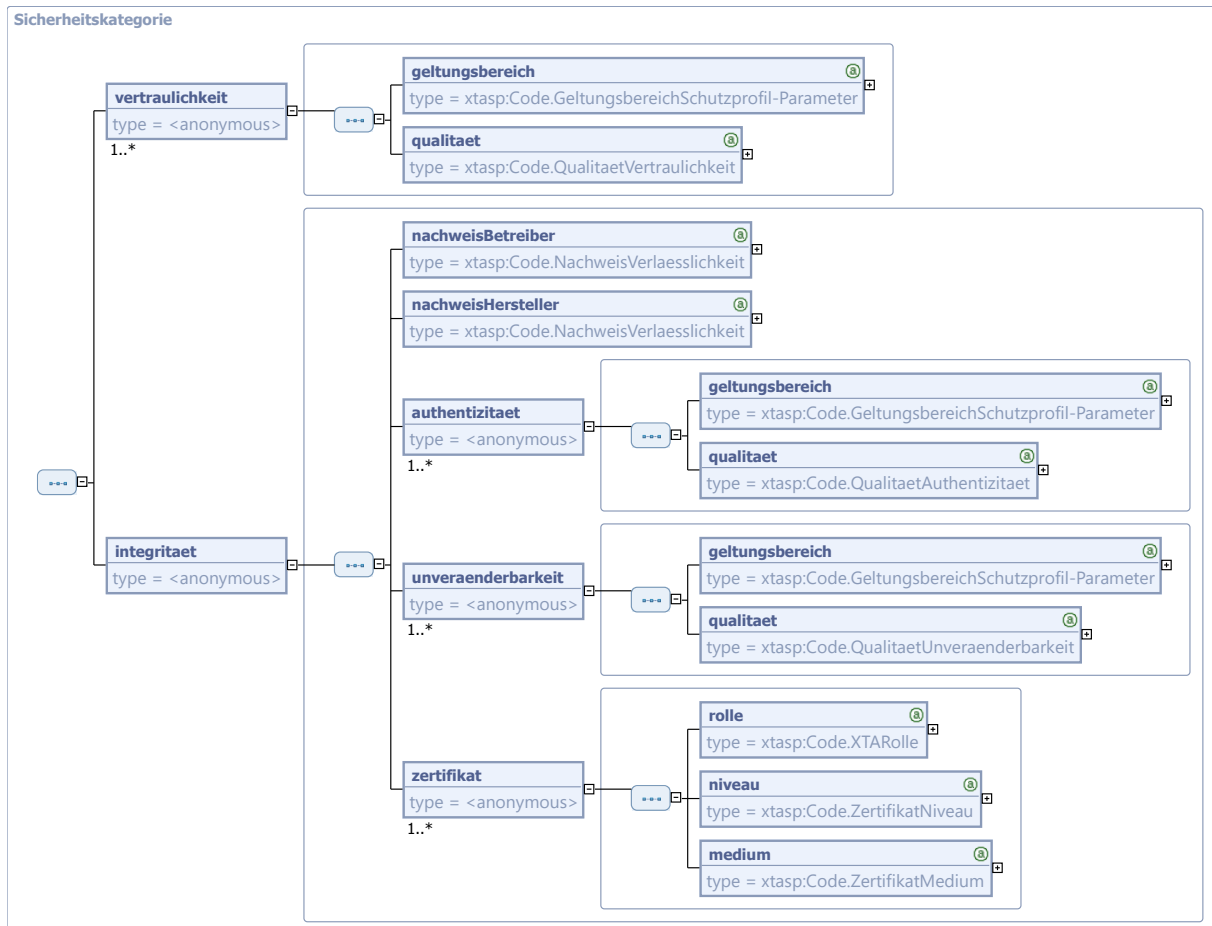 Sicherheitskategorie
vertraulichkeit
type = <anonymous>
1..*
geltungsbereich
type = xtasp:Code.GeltungsbereichSchutzprofil-Parameter
qualitaet
type = xtasp:Code.QualitaetVertraulichkeit
integritaet
type = <anonymous>
nachweisBetreiber
type = xtasp:Code.NachweisVerlaesslichkeit
nachweisHersteller
type = xtasp:Code.NachweisVerlaesslichkeit
authentizitaet
type = <anonymous>
1..*
geltungsbereich
type = xtasp:Code.GeltungsbereichSchutzprofil-Parameter
qualitaet
type = xtasp:Code.QualitaetAuthentizitaet
unveraenderbarkeit
type = <anonymous>
1..*
geltungsbereich
type = xtasp:Code.GeltungsbereichSchutzprofil-Parameter
qualitaet
type = xtasp:Code.QualitaetUnveraenderbarkeit
zertifikat
type = <anonymous>
1..*
rolle
type = xtasp:Code.XTARolle
niveau
type = xtasp:Code.ZertifikatNiveau
medium
type = xtasp:Code.ZertifikatMedium